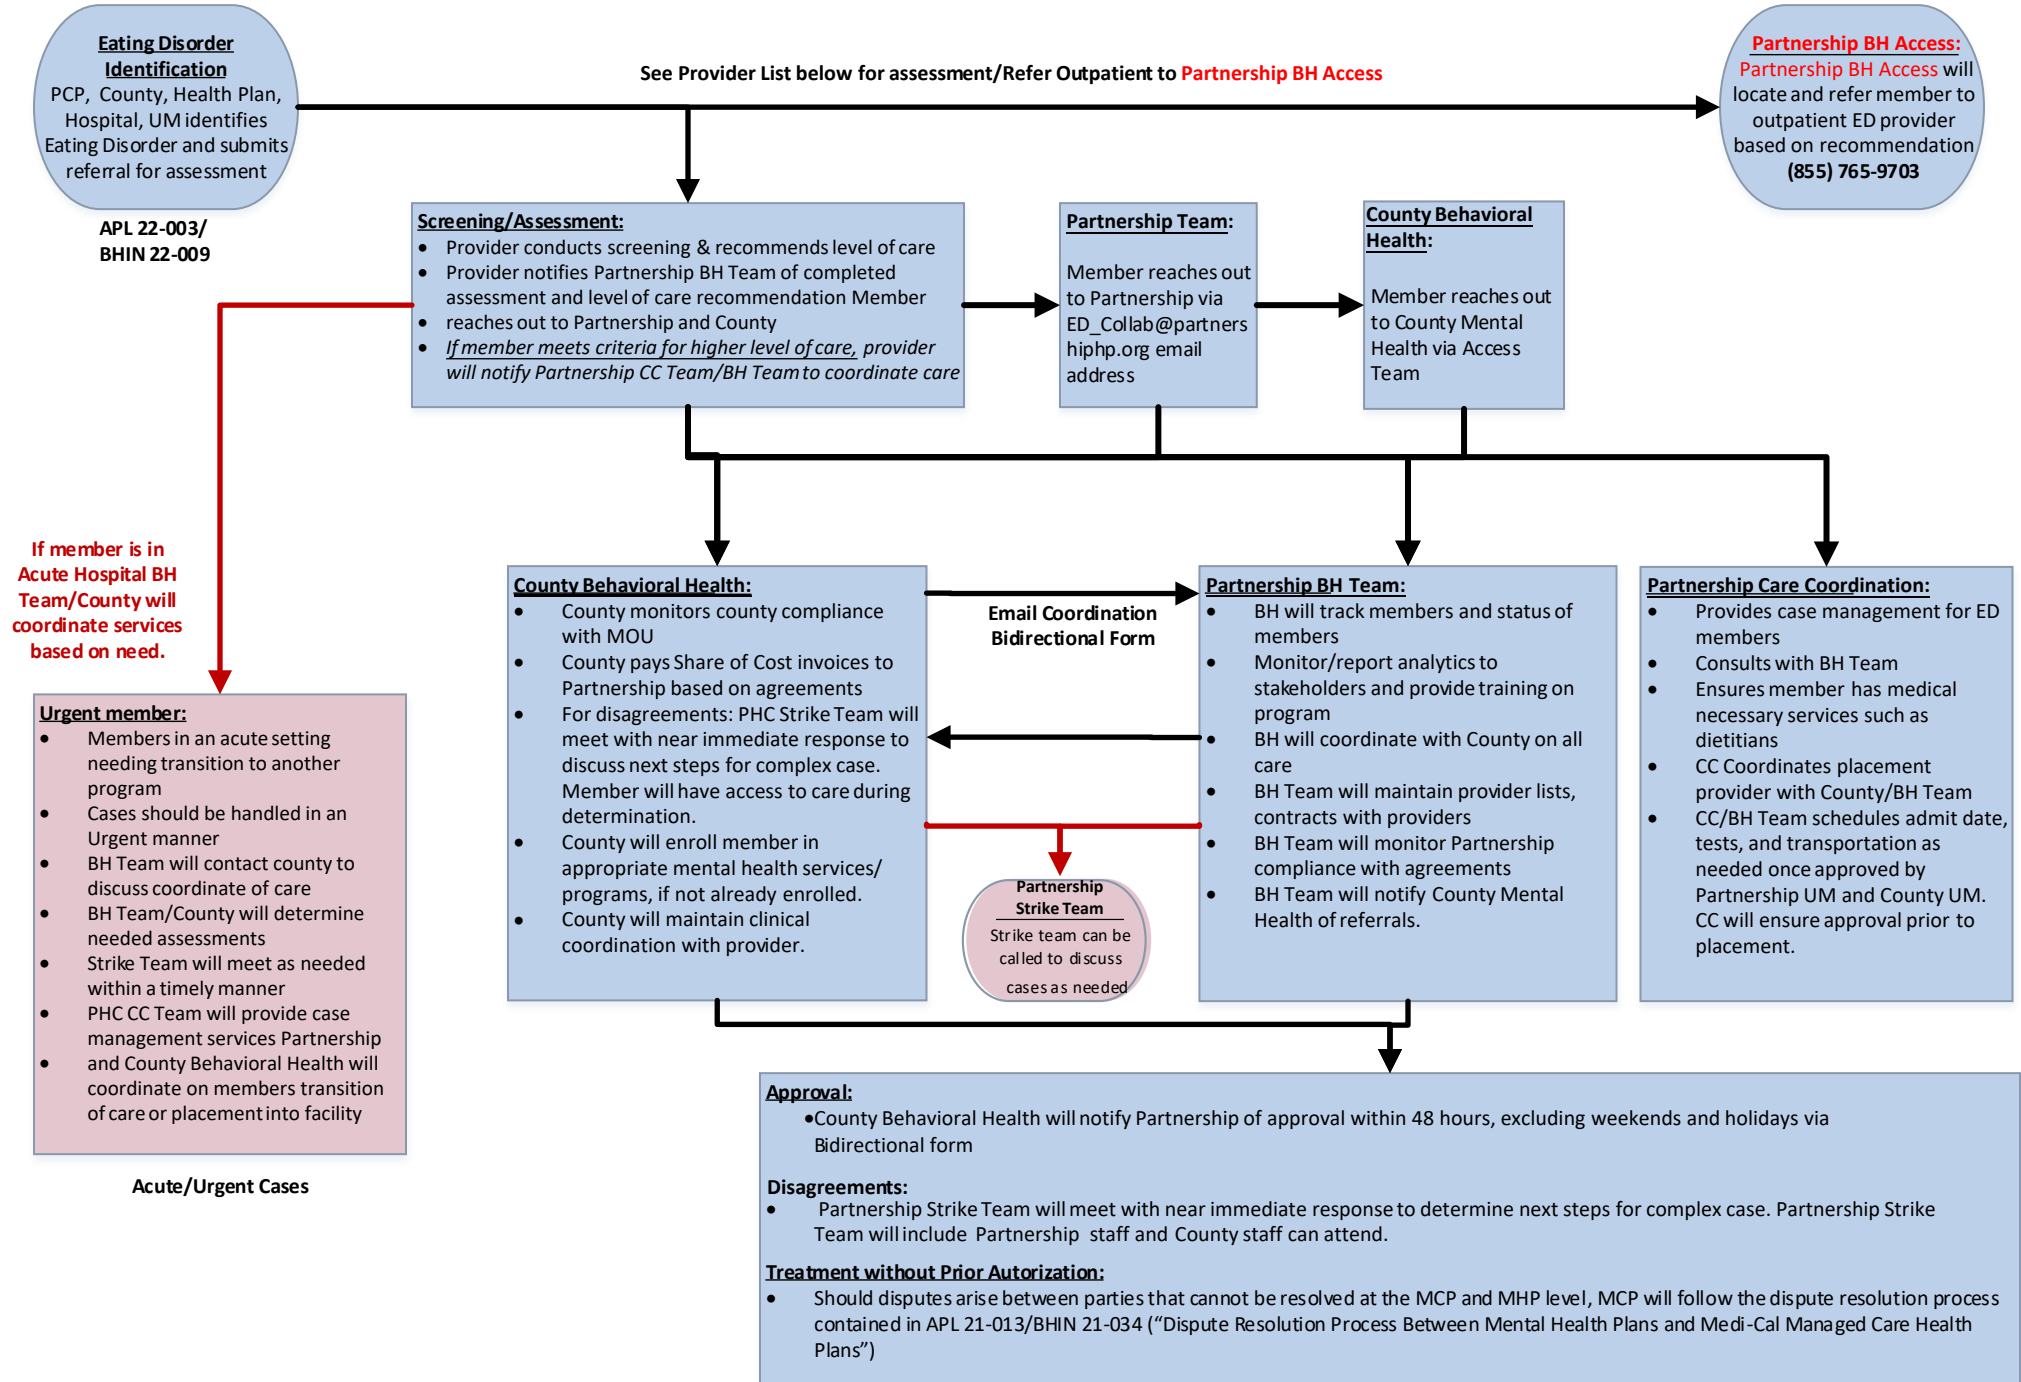 Eating Disorder
Identification
PCP, County, Health Plan,
Hospital, UM identifies
Eating Disorder and submits
referral for assessment
APL 22-003/
BHIN 22-009
See Provider List below for assessment/Refer Outpatient to Partnership BH Access
Partnership BH Access:
Partnership BH Access will
locate and refer member to
outpatient ED provider
based on recommendation
(855) 765-9703
Screening/Assessment:
• Provider conducts screening & recommends level of care
• Provider notifies Partnership BH Team of completed
assessment and level of care recommendation Member
• reaches out to Partnership and County
• If member meets criteria for higher level of care, provider
will notify Partnership CC Team/BH Team to coordinate care
Partnership Team:
Member reaches out
to Partnership via
ED_Collab@partners
hiphp.org email
address
County Behavioral
Health:
Member reaches out
to County Mental
Health via Access
Team
If member is in
Acute Hospital BH
Team/County will
coordinate services
based on need.
Urgent member:
• Members in an acute setting
needing transition to another
program
• Cases should be handled in an
Urgent manner
• BH Team will contact county to
discuss coordinate of care
• BH Team/County will determine
needed assessments
• Strike Team will meet as needed
within a timely manner
• PHC CC Team will provide case
management services Partnership
• and County Behavioral Health will
coordinate on members transition
of care or placement into facility
Acute/Urgent Cases
County Behavioral Health:
• County monitors county compliance
with MOU
• County pays Share of Cost invoices to
Partnership based on agreements
• For disagreements: PHC Strike Team will
meet with near immediate response to
discuss next steps for complex case.
Member will have access to care during
determination.
• County will enroll member in
appropriate mental health services/
programs, if not already enrolled.
• County will maintain clinical
coordination with provider.
Email Coordination
Bidirectional Form
Partnership
Strike Team
Strike team can be
called to discuss
cases as needed
Partnership BH Team:
• BH will track members and status of
members
• Monitor/report analytics to
stakeholders and provide training on
program
• BH will coordinate with County on all
care
• BH Team will maintain provider lists,
contracts with providers
• BH Team will monitor Partnership
compliance with agreements
• BH Team will notify County Mental
Health of referrals.
Partnership Care Coordination:
• Provides case management for ED
members
• Consults with BH Team
• Ensures member has medical
necessary services such as
dietitians
• CC Coordinates placement
provider with County/BH Team
• CC/BH Team schedules admit date,
tests, and transportation as
needed once approved by
Partnership UM and County UM.
CC will ensure approval prior to
placement.
Approval:
• County Behavioral Health will notify Partnership of approval within 48 hours, excluding weekends and holidays via
Bidirectional form
Disagreements:
• Partnership Strike Team will meet with near immediate response to determine next steps for complex case. Partnership Strike
Team will include Partnership staff and County staff can attend.
Treatment without Prior Autorization:
• Should disputes arise between parties that cannot be resolved at the MCP and MHP level, MCP will follow the dispute resolution process
contained in APL 21-013/BHIN 21-034 (“Dispute Resolution Process Between Mental Health Plans and Medi-Cal Managed Care Health
Plans”)